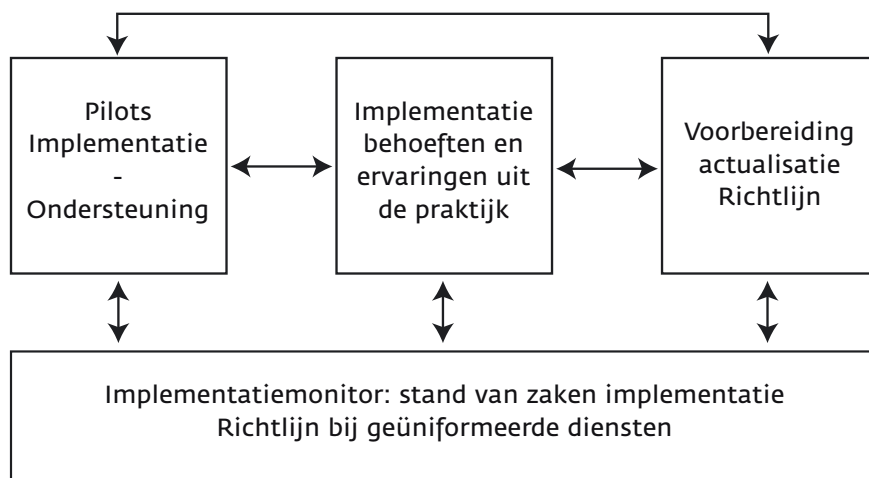 Pilots
Implementatie
-
Ondersteuning
Implementatie
behoeften en
ervaringen uit
de praktijk
Voorbereiding
actualisatie
Richtlijn
Implementatiemonitor: stand van zaken implementatie
Richtlijn bij geüniformeerde diensten